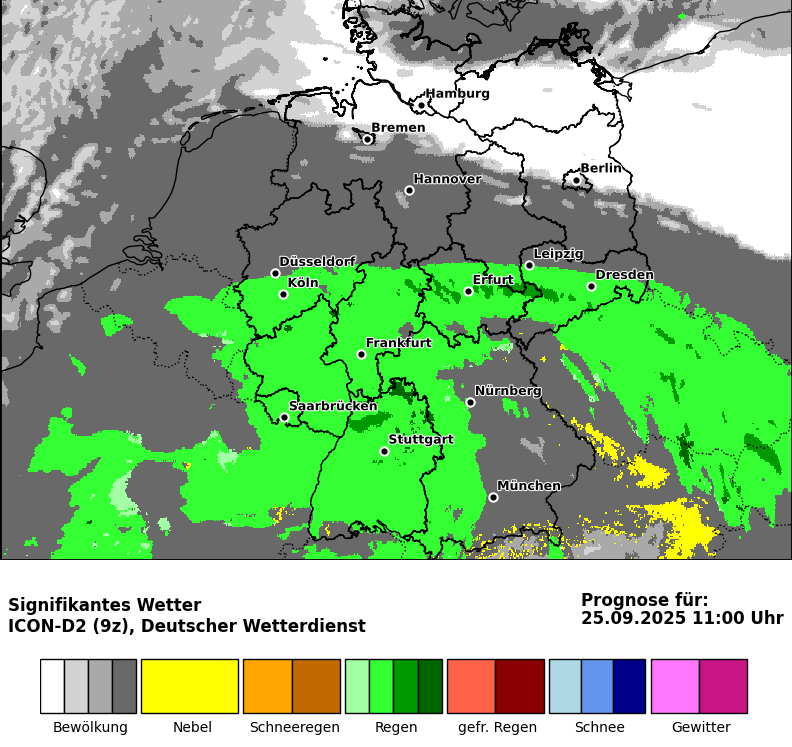 Hamburg
Bremen
Berlin
Hannover
Leipzig
Düsseldorf
Dresden
Köln
Erfurt
Frankfurt
Nürnberg
Saarbrücken
Stuttgart
München
Signifikantes Wetter
ICON-D2 (9z), Deutscher Wetterdienst
Prognose für:
25.09.2025 11:00 Uhr
Bewölkung Nebel Schneeregen Regen gefr. Regen Schnee Gewitter